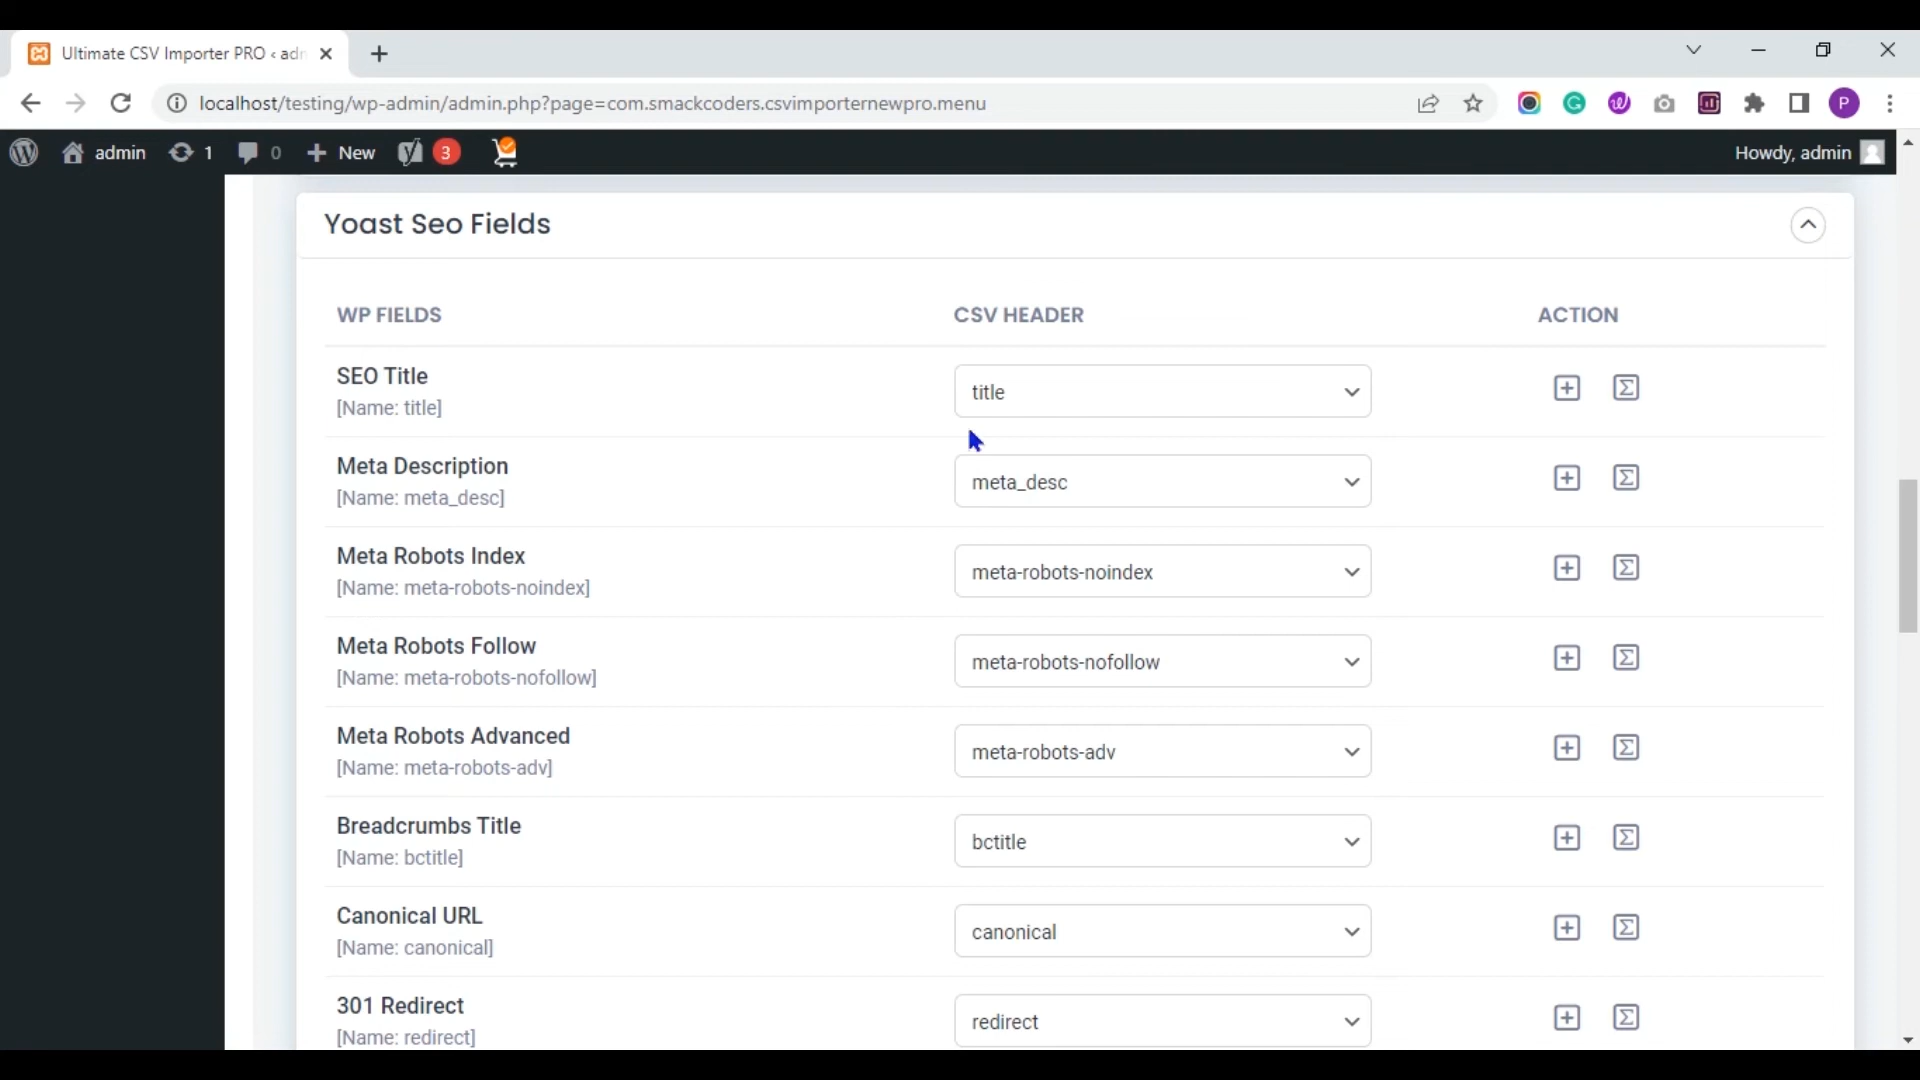 Ultimate CSV Importer PRO ‹ adr
localhost/testing/wp-admin/admin.php?page=com.smackcoders.csvimporternewpro.menu
P
admin 1 0 New 3 Howdy, admin
Yoast Seo Fields
WP FIELDS CSV HEADER ACTION
SEO Title
title
[Name: title]
Meta Description
meta_desc
[Name: meta_desc]
Meta Robots Index
meta-robots-noindex
[Name: meta-robots-noindex]
Meta Robots Follow
meta-robots-nofollow
[Name: meta-robots-nofollow]
Meta Robots Advanced
meta-robots-adv
[Name: meta-robots-adv]
Breadcrumbs Title
bctitle
[Name: bctitle]
Canonical URL
canonical
[Name: canonical]
301 Redirect
redirect
[Name: redirect]